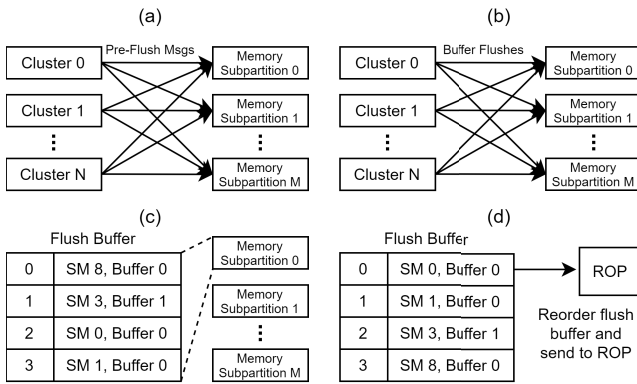 (a)
Pre-Flush Msgs
Cluster 0
Cluster 1
Cluster N
Memory
Subpartition 0
Memory
Subpartition 1
Memory
Subpartition M
(b)
Buffer Flushes
Cluster 0
Cluster 1
Cluster N
Memory
Subpartition 0
Memory
Subpartition 1
Memory
Subpartition M
(c)
Flush Buffer
0 SM 8, Buffer 0
1 SM 3, Buffer 1
2 SM 0, Buffer 0
3 SM 1, Buffer 0
Memory
Subpartition 0
Memory
Subpartition 1
Memory
Subpartition M
(d)
Flush Buffer
0 SM 0, Buffer 0
1 SM 1, Buffer 0
2 SM 3, Buffer 1
3 SM 8, Buffer 0
ROP
Reorder flush
buffer and
send to ROP